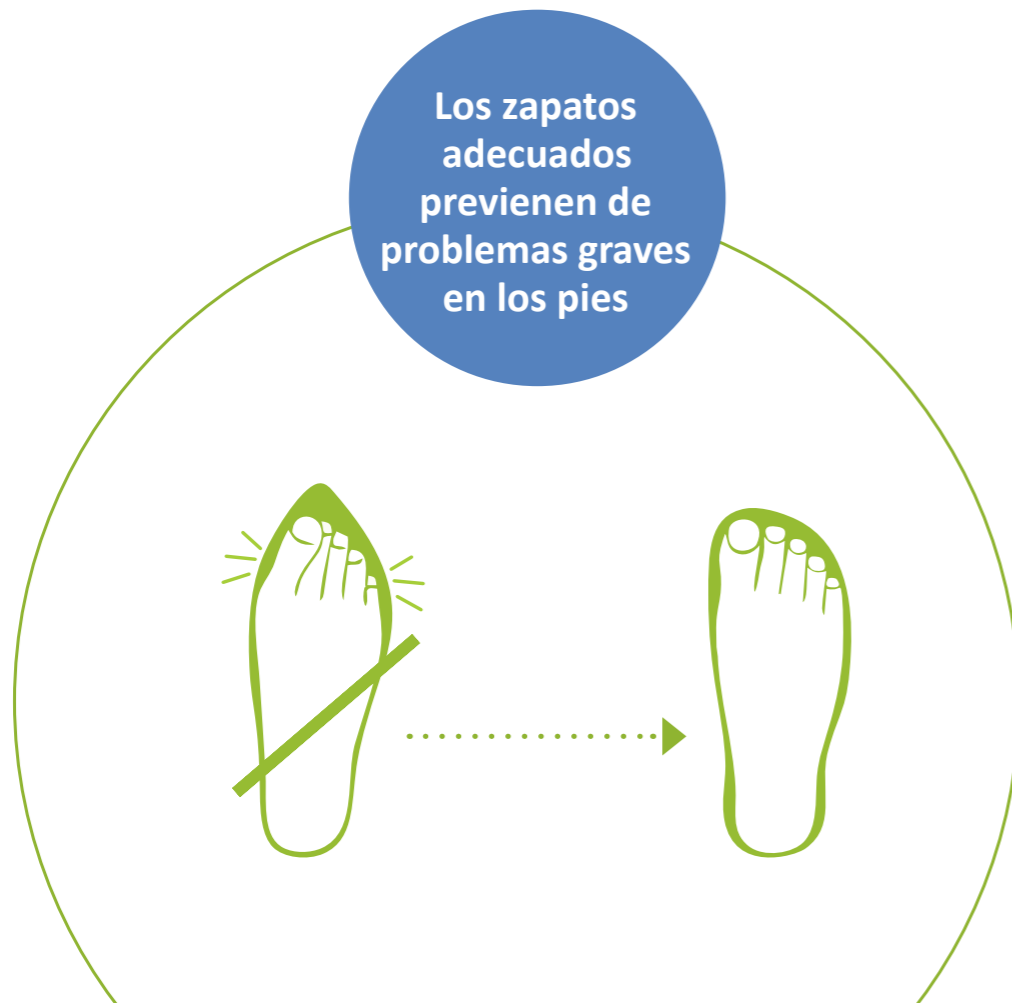 Los zapatos
adecuados
previenen de
problemas graves
en los pies